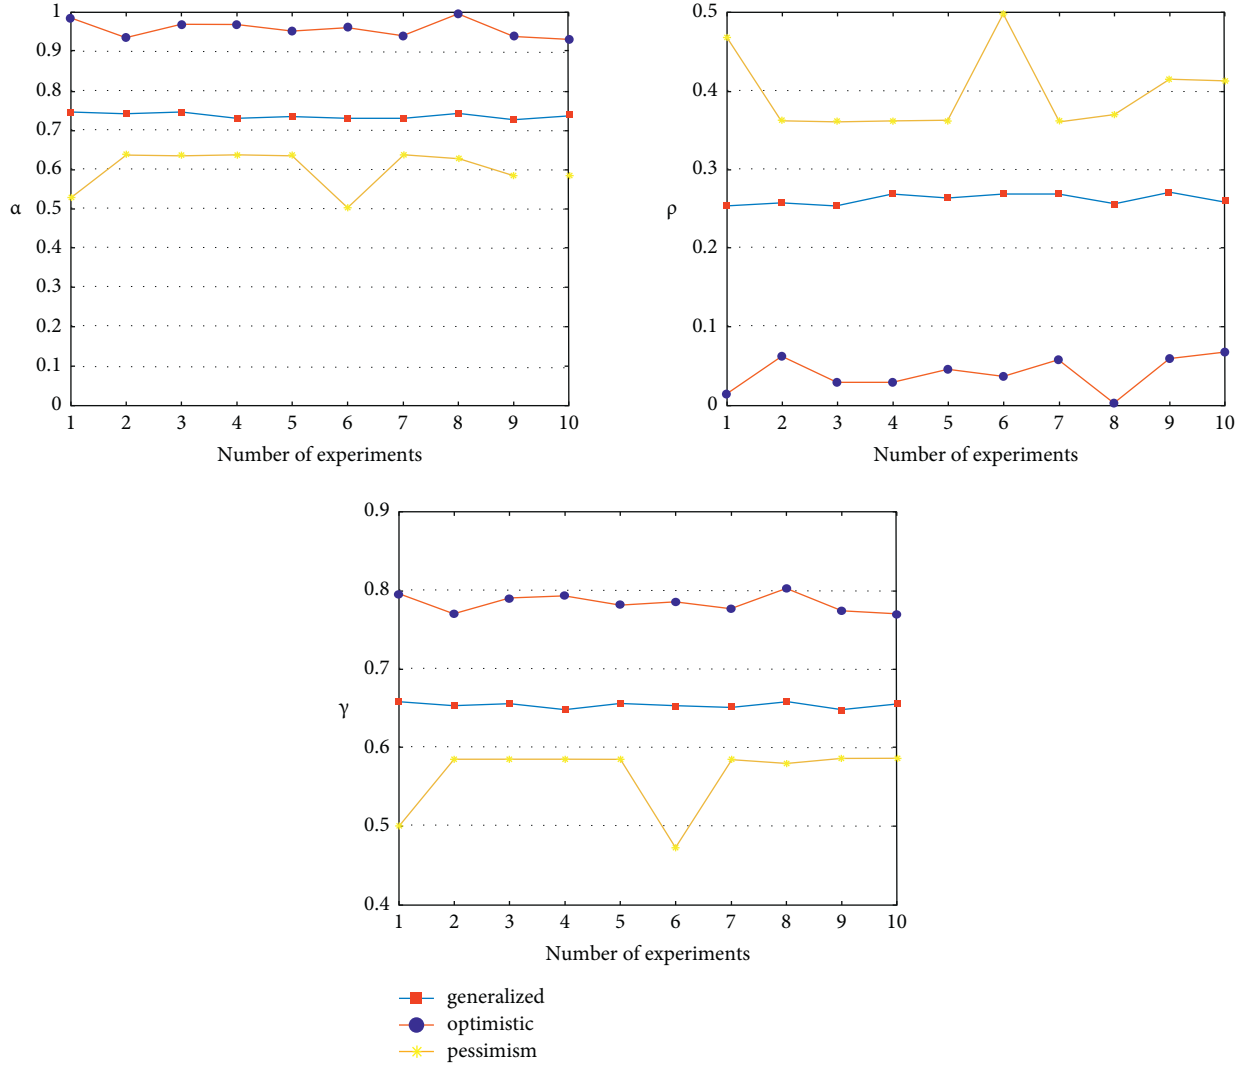 1
0.9
0.8
0.7
0.6
0.5
0.4
0.3
0.2
0.1
0
α
1 2 3 4 5 6 7 8 9 10
Number of experiments
0.5
0.4
0.3
0.2
0.1
0
ρ
1 2 3 4 5 6 7 8 9 10
Number of experiments
0.9
0.8
0.7
0.6
0.5
0.4
γ
1 2 3 4 5 6 7 8 9 10
Number of experiments
generalized
optimistic
pessimism